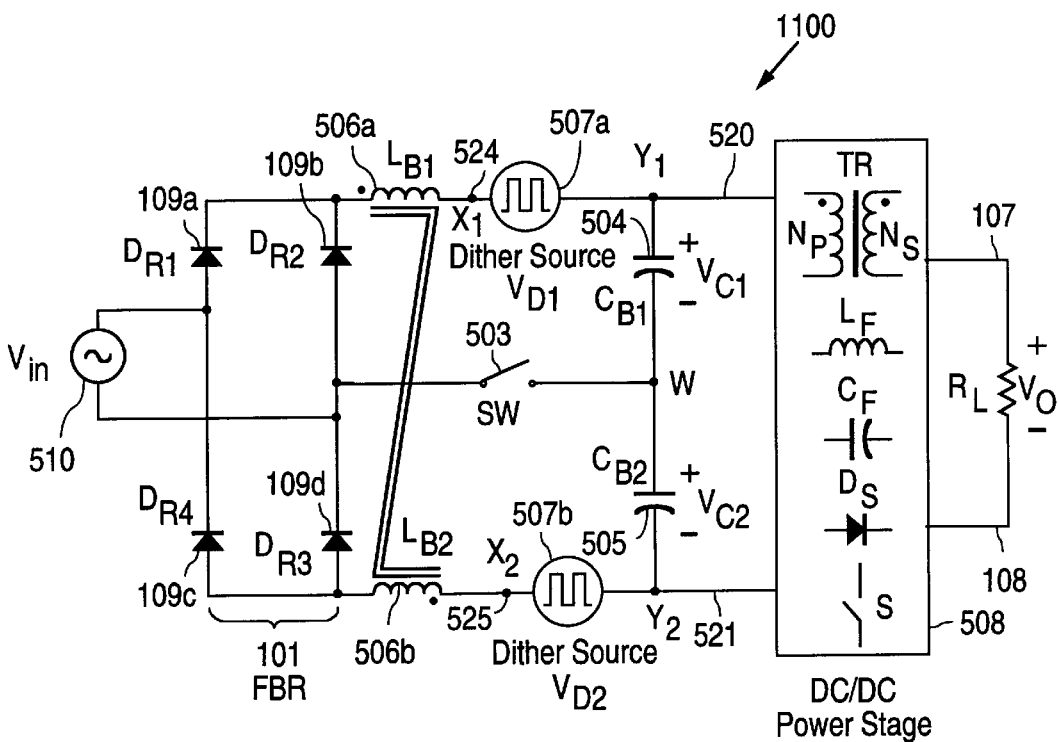 1100
506a
L_B1
524
507a
520
109b
Y_1
TR
109a
X_1
504
107
D_R1
D_R2
Dither Source
V_D1
+
V_C1
−
C_B1
N_P
N_S
L_F
503
V_in
SW
W
C_F
R_L
+
V_O
−
510
C_B2
D_S
109d
507b
+
V_C2
−
D_R4
D_R3
L_B2
X_2
505
109c
525
Y_2
521
S
108
508
101
FBR
506b
Dither Source
V_D2
DC/DC
Power Stage